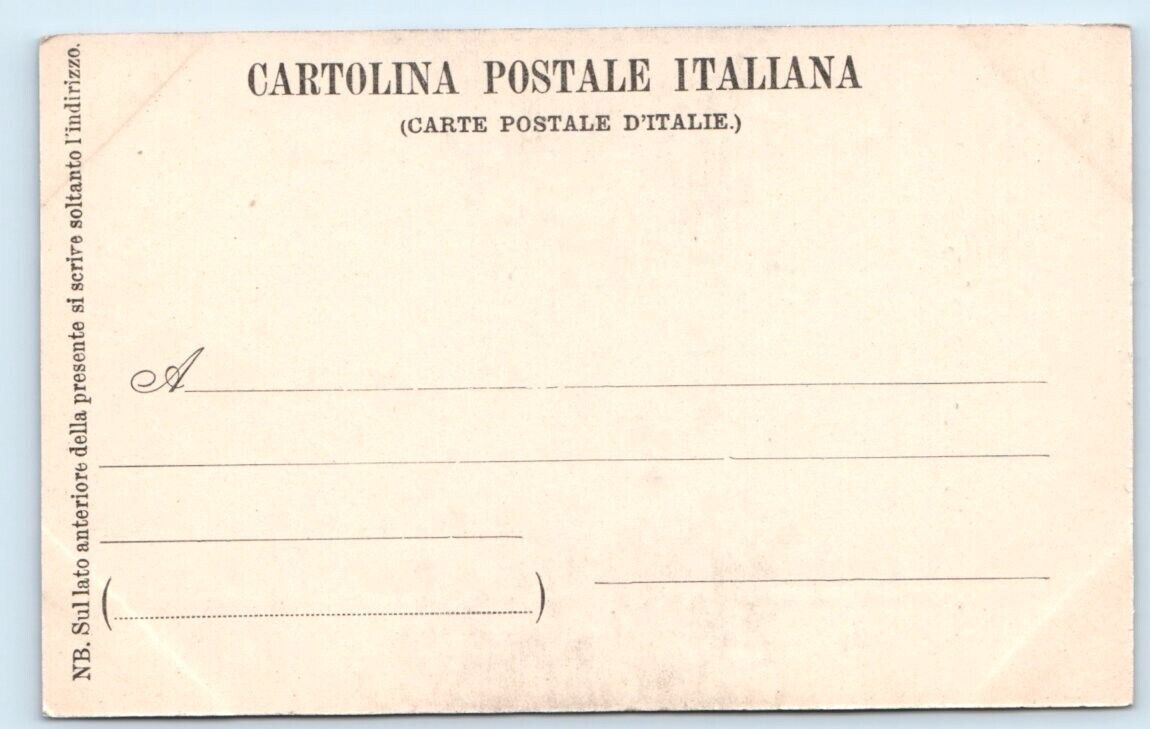 CARTOLINA POSTALE ITALIANA
(CARTE POSTALE D'ITALIE.)
NB. Sul lato anteriore della presente si scrive soltanto l'indirizzo.
A
( )